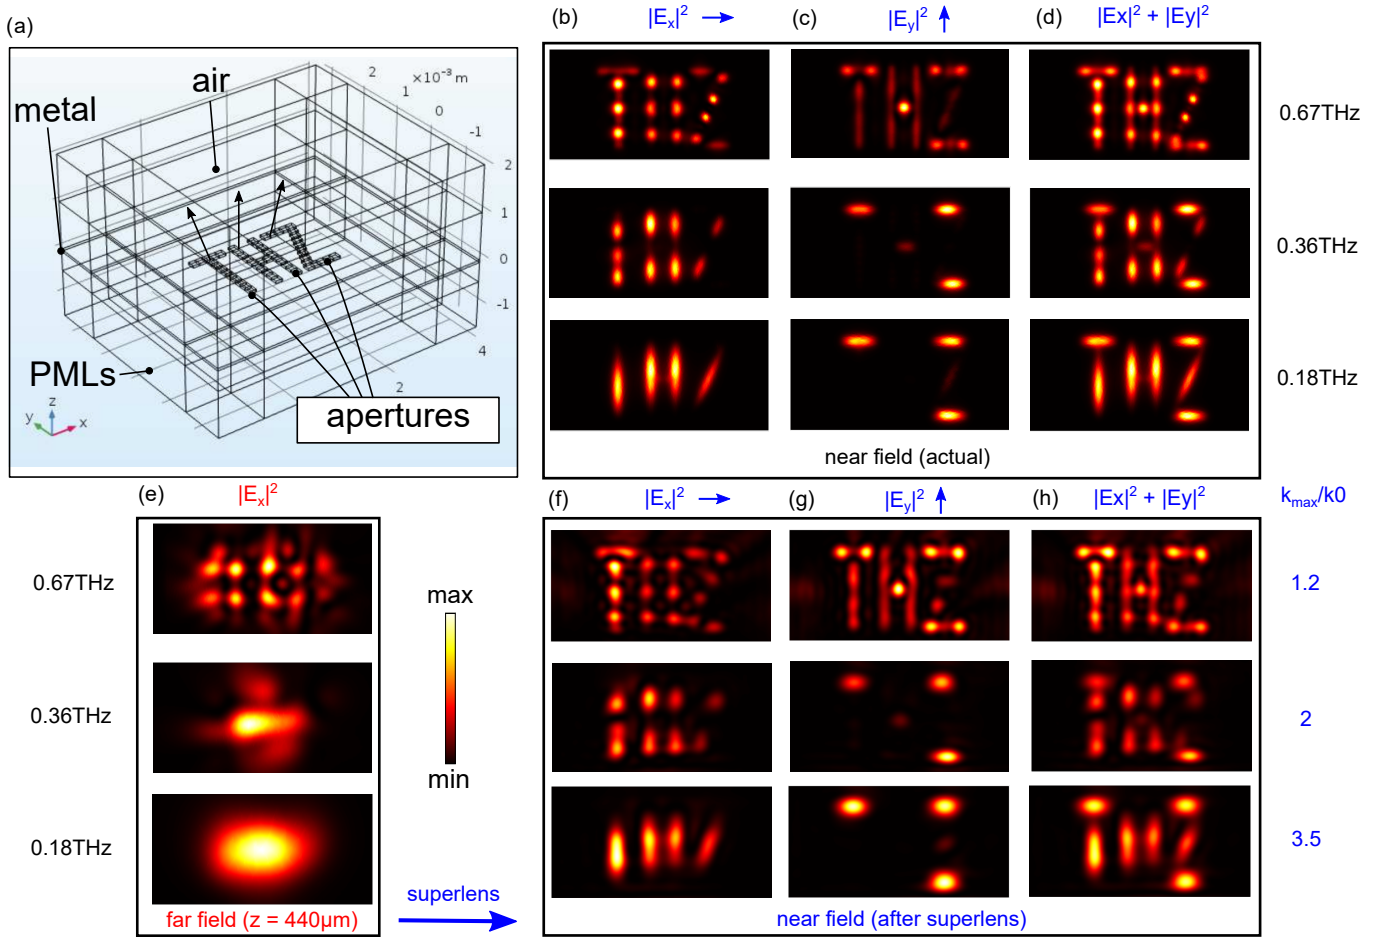 (a)
air
metal
2
1
×10⁻³ m
0
-1
2
1
0
-1
4
2
PMLs
apertures
z
y
x
(b) |Eₓ|² → (c) |E_y|² ↑ (d) |Ex|² + |Ey|²
0.67THz
0.36THz
0.18THz
near field (actual)
(e) |Eₓ|²
0.67THz
0.36THz
0.18THz
far field (z = 440μm)
max
min
superlens
(f) |Eₓ|² → (g) |E_y|² ↑ (h) |Ex|² + |Ey|² k_max/k0
1.2
2
3.5
near field (after superlens)